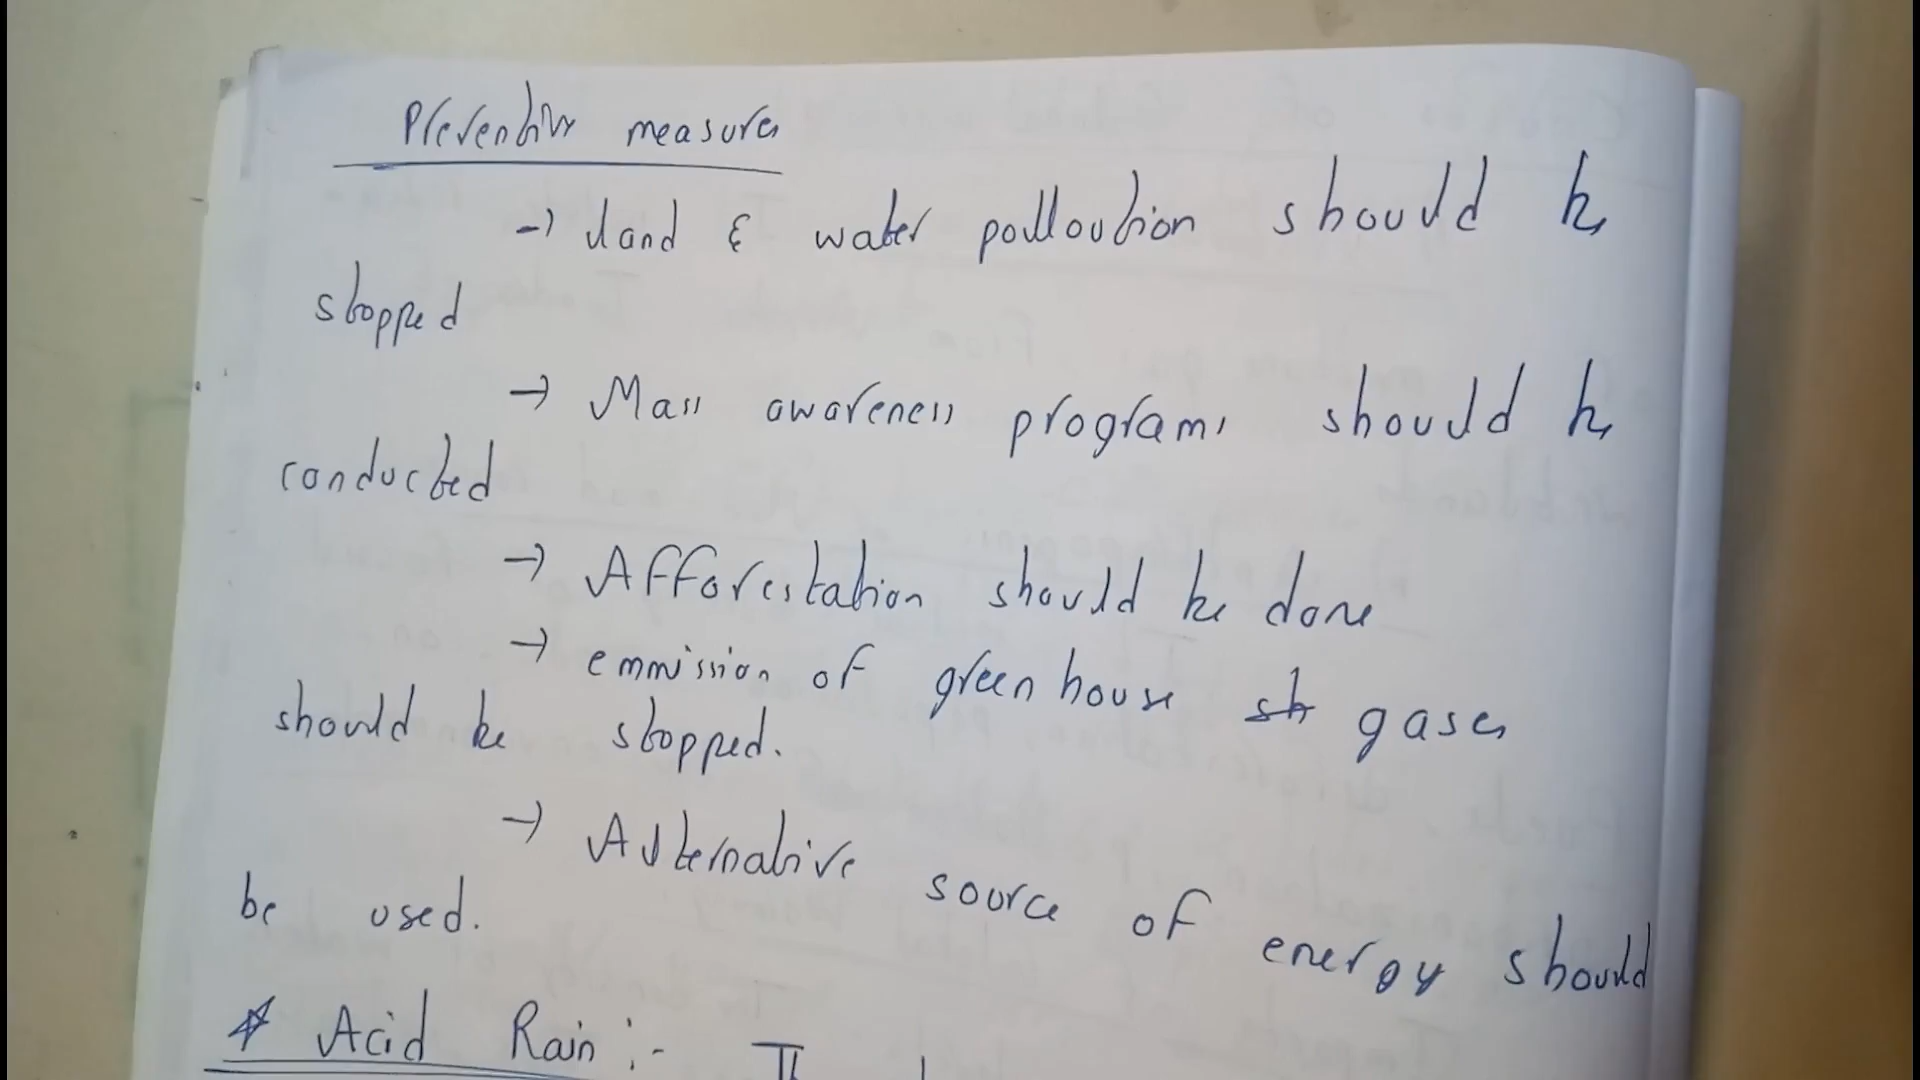 Preventive measures
→ Land & water polloution should be
stopped
→ Mass awareness programs should be
conducted
→ Afforestation should be done
→ emmission of green house sh gases
should be stopped.
→ Alternative source of energy should
be used.
* Acid Rain :-